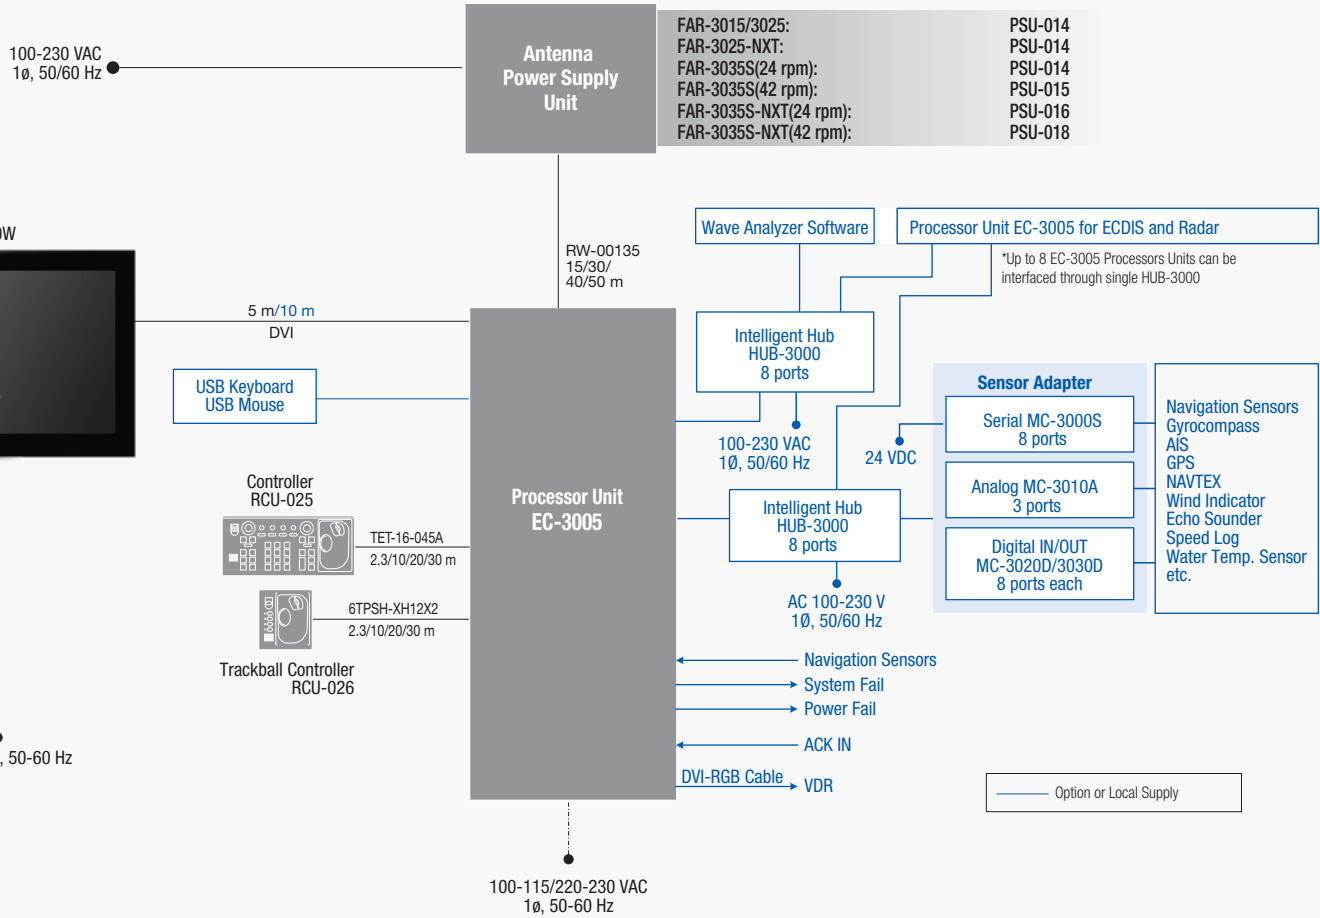 100-230 VAC
1ø, 50/60 Hz
Antenna
Power Supply
Unit
FAR-3015/3025: PSU-014
FAR-3025-NXT: PSU-014
FAR-3035S(24 rpm): PSU-014
FAR-3035S(42 rpm): PSU-015
FAR-3035S-NXT(24 rpm): PSU-016
FAR-3035S-NXT(42 rpm): PSU-018
RW-00135
15/30/
40/50 m
Wave Analyzer Software
Processor Unit EC-3005 for ECDIS and Radar
*Up to 8 EC-3005 Processors Units can be
interfaced through single HUB-3000
0W
5 m/10 m
DVI
USB Keyboard
USB Mouse
Controller
RCU-025
TET-16-045A
2.3/10/20/30 m
6TPSH-XH12X2
2.3/10/20/30 m
Trackball Controller
RCU-026
, 50-60 Hz
Processor Unit
EC-3005
Intelligent Hub
HUB-3000
8 ports
100-230 VAC
1Ø, 50/60 Hz
24 VDC
Intelligent Hub
HUB-3000
8 ports
AC 100-230 V
1Ø, 50/60 Hz
Sensor Adapter
Serial MC-3000S
8 ports
Analog MC-3010A
3 ports
Digital IN/OUT
MC-3020D/3030D
8 ports each
Navigation Sensors
Gyrocompass
AIS
GPS
NAVTEX
Wind Indicator
Echo Sounder
Speed Log
Water Temp. Sensor
etc.
Navigation Sensors
System Fail
Power Fail
ACK IN
DVI-RGB Cable
VDR
Option or Local Supply
100-115/220-230 VAC
1ø, 50-60 Hz